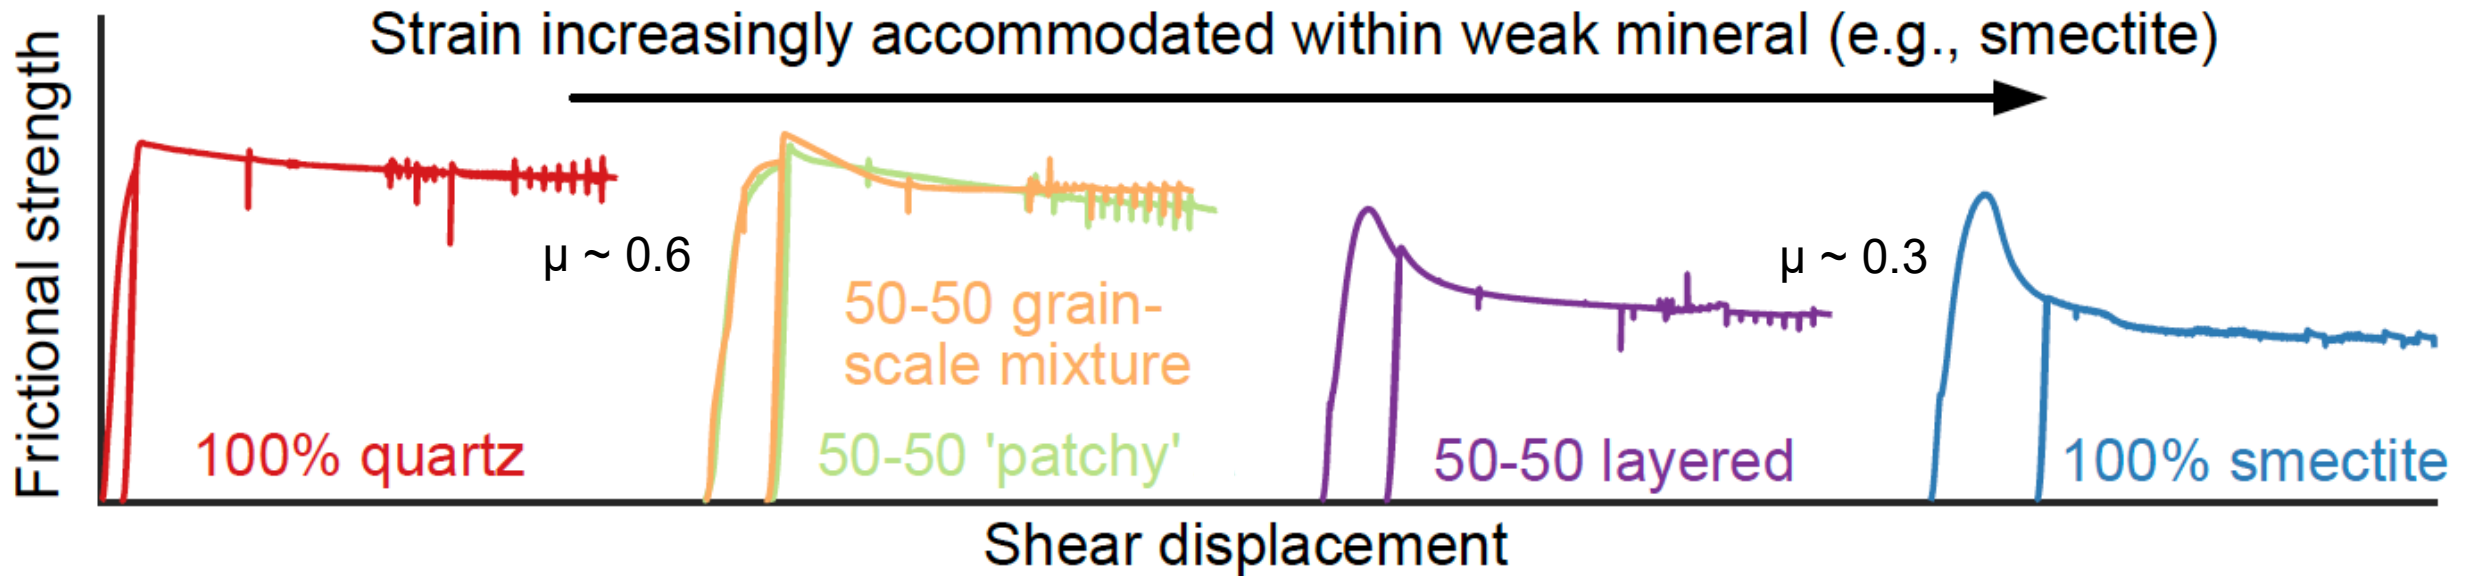 Strain increasingly accommodated within weak mineral (e.g., smectite)
Frictional strength
μ ~ 0.6
μ ~ 0.3
50-50 grain-
scale mixture
100% quartz
50-50 'patchy'
50-50 layered
100% smectite
Shear displacement